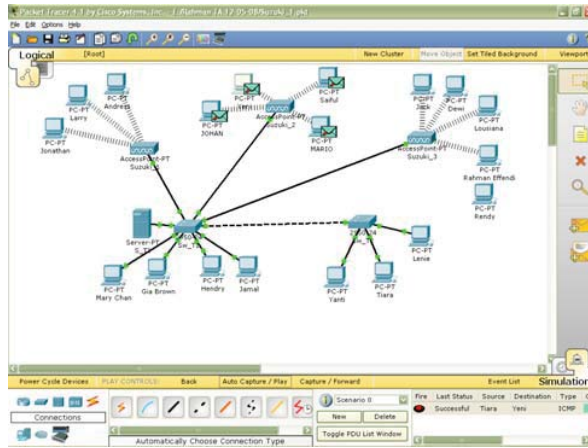 Packet Tracer 4.1 by Cisco Systems, Inc.
File Edit Options Help
Logical
[Root]
New Cluster
Move Object
Set Tiled Background
Viewport
PC-PT
Andreas
PC-PT
Larry
PC-PT
Jonathan
AccessPoint-PT
PC-PT
JOHAN
PC-PT
Saiful
AccessPoint-PT
Suzuki_2
PC-PT
MARIO
PC-PT
Jack
PC-PT
Dewi
PC-PT
Lousiana
AccessPoint-PT
Suzuki_3
PC-PT
Rahman Effendi
PC-PT
Rendy
Server-PT
PC-PT
Mary Chan
PC-PT
Gia Brown
PC-PT
Hendry
PC-PT
Jamal
PC-PT
Lenie
PC-PT
Yanti
PC-PT
Tiara
Power Cycle Devices
PLAY CONTROLS:
Back
Auto Capture / Play
Capture / Forward
Event List
Simulation
Connections
Automatically Choose Connection Type
Scenario 0
New
Delete
Toggle PDU List Window
Fire Last Status Source Destination Type
Successful Tiara Yeni ICMP